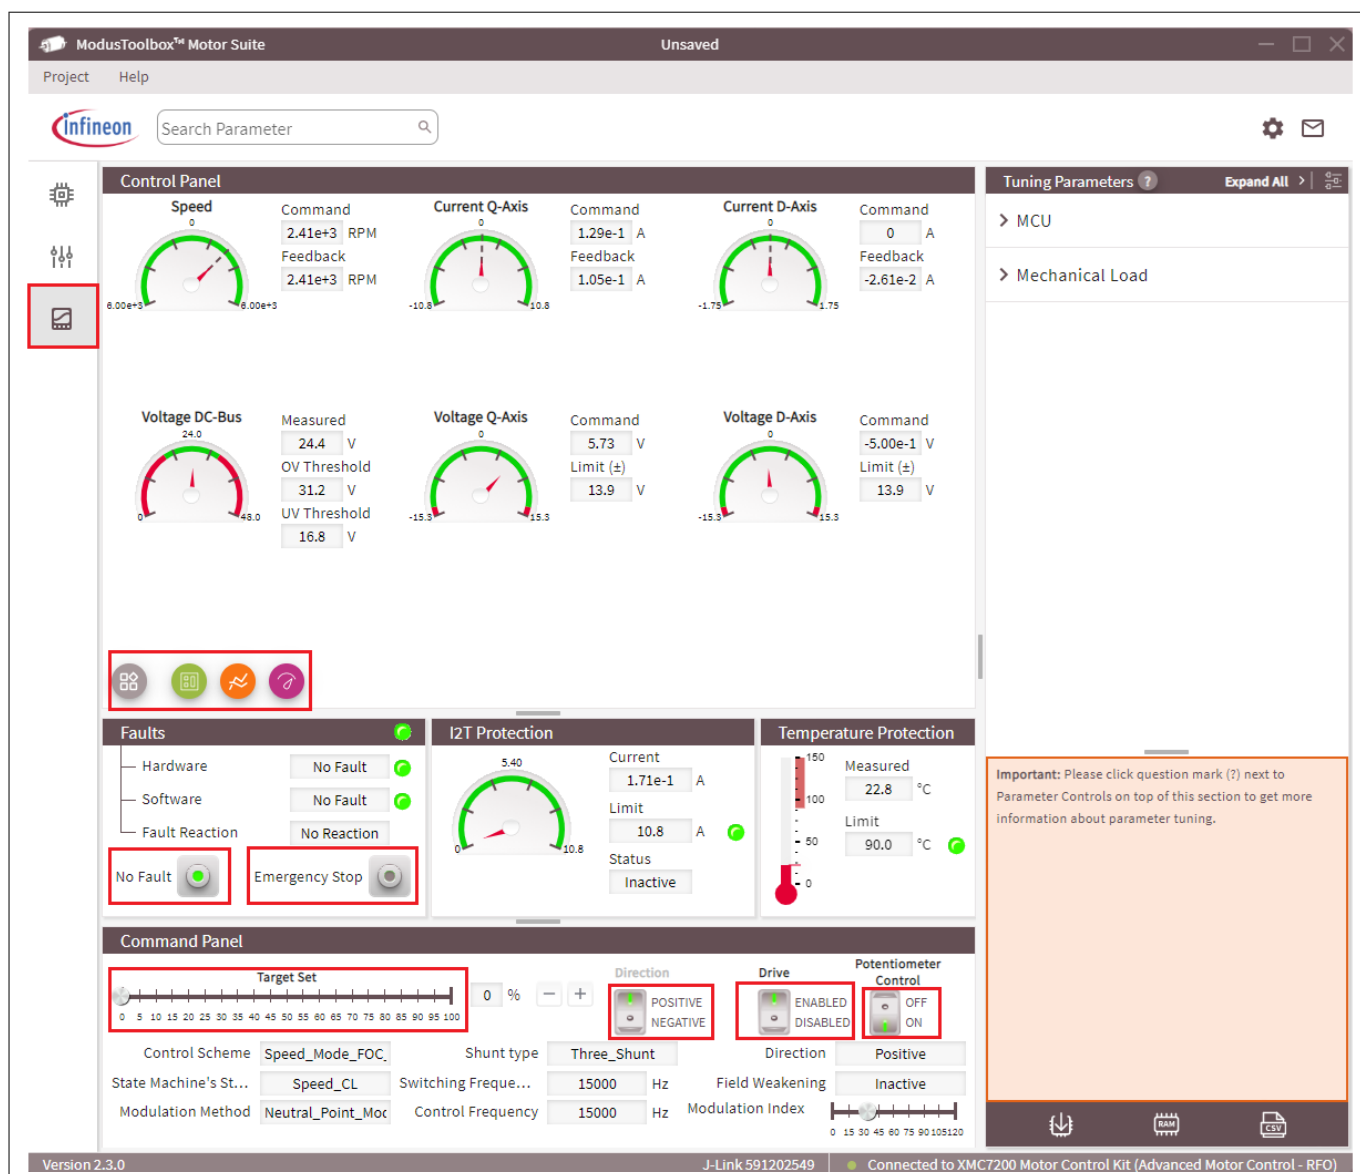 ModusToolbox™ Motor Suite
Unsaved
Project Help
infineon
Search Parameter
Control Panel
Speed
0
6.00e+3
6.00e+3
Command
2.41e+3 RPM
Feedback
2.41e+3 RPM
Current Q-Axis
0
-10.8
10.8
Command
1.29e-1 A
Feedback
1.05e-1 A
Current D-Axis
0
-1.75
1.75
Command
0 A
Feedback
-2.61e-2 A
Voltage DC-Bus
24.0
0
48.0
Measured
24.4 V
OV Threshold
31.2 V
UV Threshold
16.8 V
Voltage Q-Axis
0
-15.3
15.3
Command
5.73 V
Limit (±)
13.9 V
Voltage D-Axis
0
-15.3
15.3
Command
-5.00e-1 V
Limit (±)
13.9 V
Faults
Hardware No Fault
Software No Fault
Fault Reaction No Reaction
No Fault
Emergency Stop
I2T Protection
5.40
0
10.8
Current
1.71e-1 A
Limit
10.8 A
Status
Inactive
Temperature Protection
150
100
50
0
Measured
22.8 °C
Limit
90.0 °C
Command Panel
Target Set
0 5 10 15 20 25 30 35 40 45 50 55 60 65 70 75 80 85 90 95 100
0 %
− +
Direction
POSITIVE
NEGATIVE
Drive
ENABLED
DISABLED
Potentiometer
Control
OFF
ON
Control Scheme Speed_Mode_FOC_
Shunt type Three_Shunt
Direction Positive
State Machine's St... Speed_CL
Switching Freque... 15000 Hz
Field Weakening Inactive
Modulation Method Neutral_Point_Moc
Control Frequency 15000 Hz
Modulation Index
0 15 30 45 60 75 90 105120
Tuning Parameters ? Expand All >
MCU
Mechanical Load
Important: Please click question mark (?) next to
Parameter Controls on top of this section to get more
information about parameter tuning.
RAM
CSV
Version 2.3.0
J-Link 591202549
Connected to XMC7200 Motor Control Kit (Advanced Motor Control - RFO)